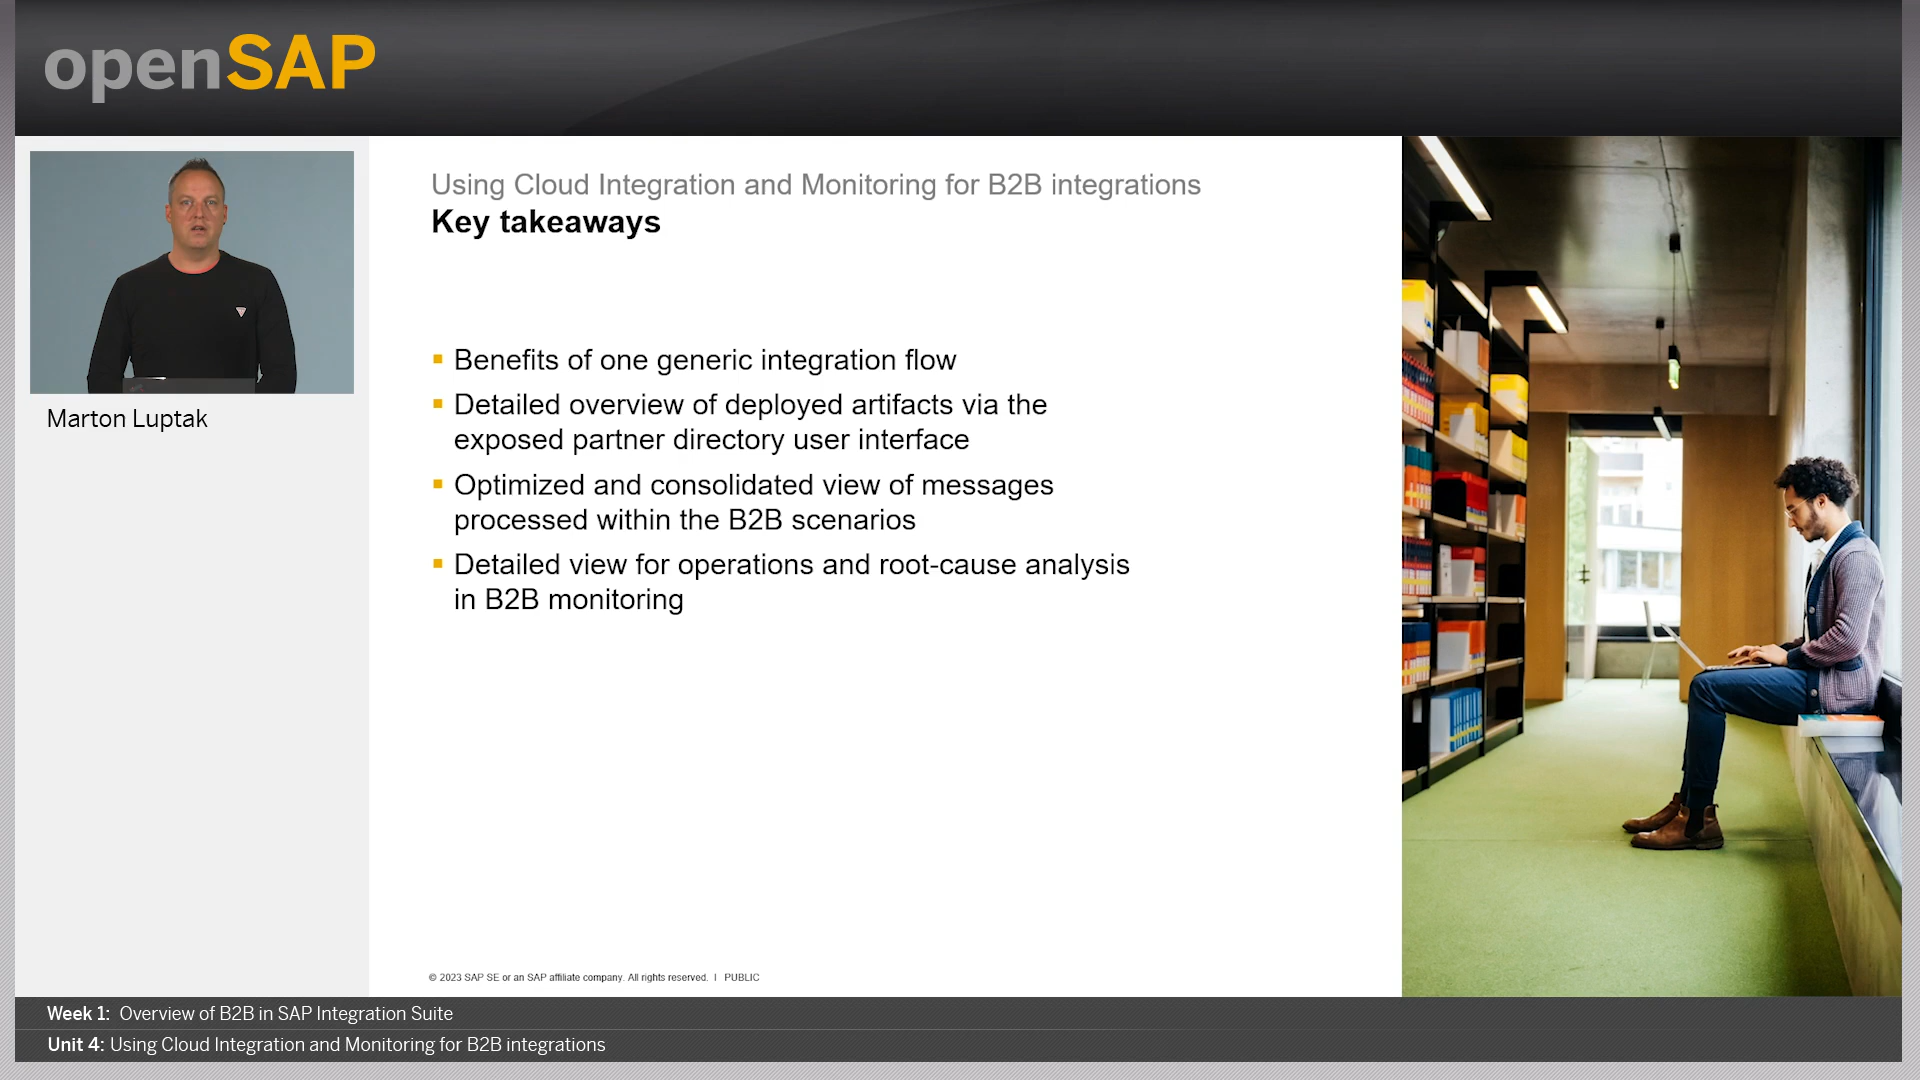 openSAP
Marton Luptak
Using Cloud Integration and Monitoring for B2B integrations
Key takeaways
▪ Benefits of one generic integration flow
▪ Detailed overview of deployed artifacts via the
exposed partner directory user interface
▪ Optimized and consolidated view of messages
processed within the B2B scenarios
▪ Detailed view for operations and root-cause analysis
in B2B monitoring
© 2023 SAP SE or an SAP affiliate company. All rights reserved. ǀ PUBLIC
Week 1: Overview of B2B in SAP Integration Suite
Unit 4: Using Cloud Integration and Monitoring for B2B integrations